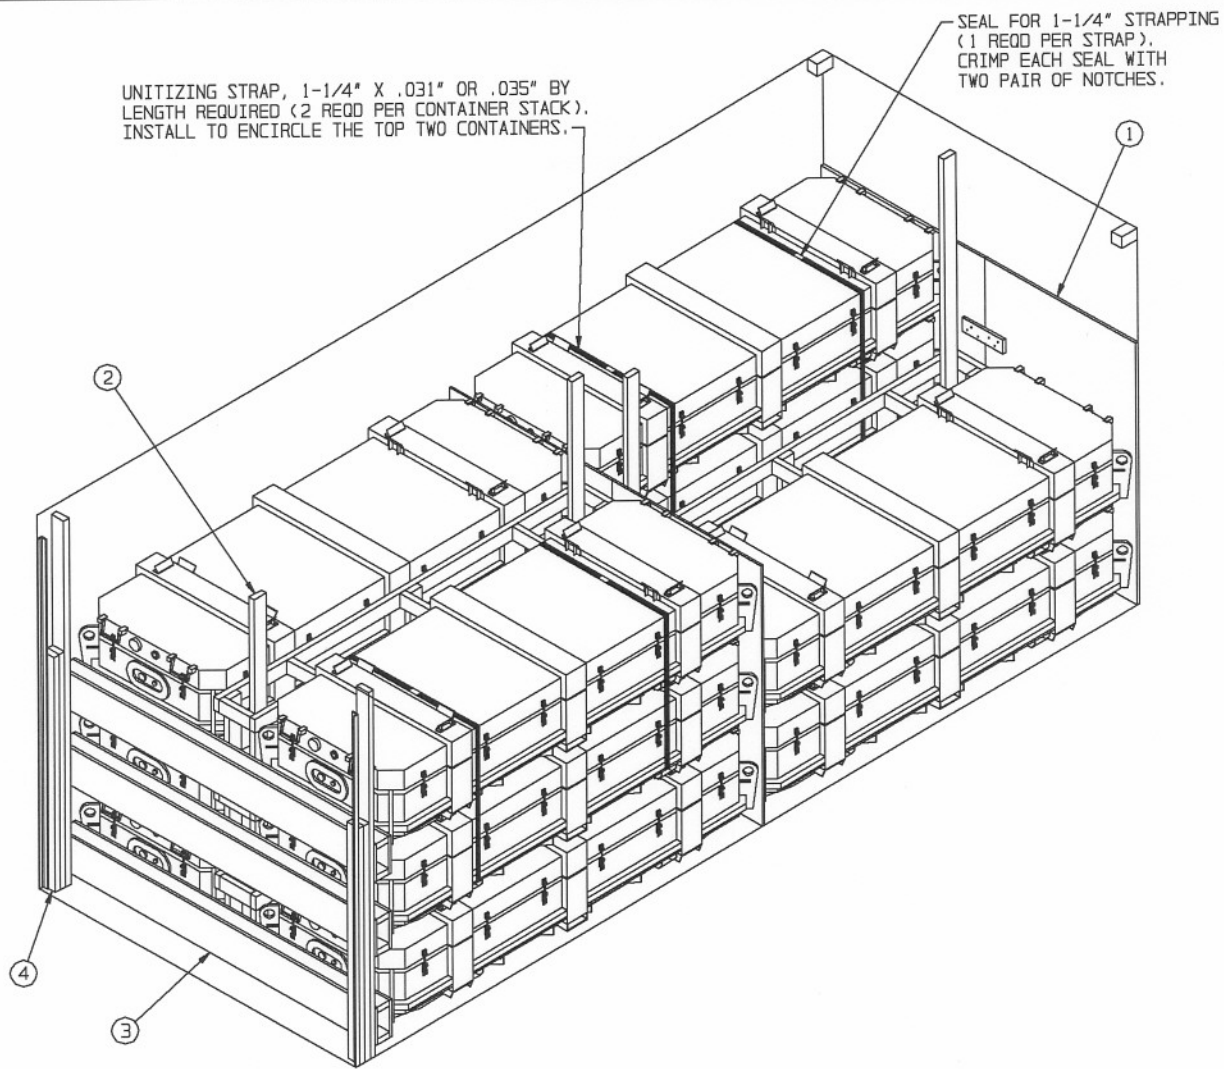 SEAL FOR 1-1/4" STRAPPING
(1 REQD PER STRAP).
CRIMP EACH SEAL WITH
TWO PAIR OF NOTCHES.
UNITIZING STRAP, 1-1/4" X .031" OR .035" BY
LENGTH REQUIRED (2 REQD PER CONTAINER STACK).
INSTALL TO ENCIRCLE THE TOP TWO CONTAINERS.
1
2
4
3